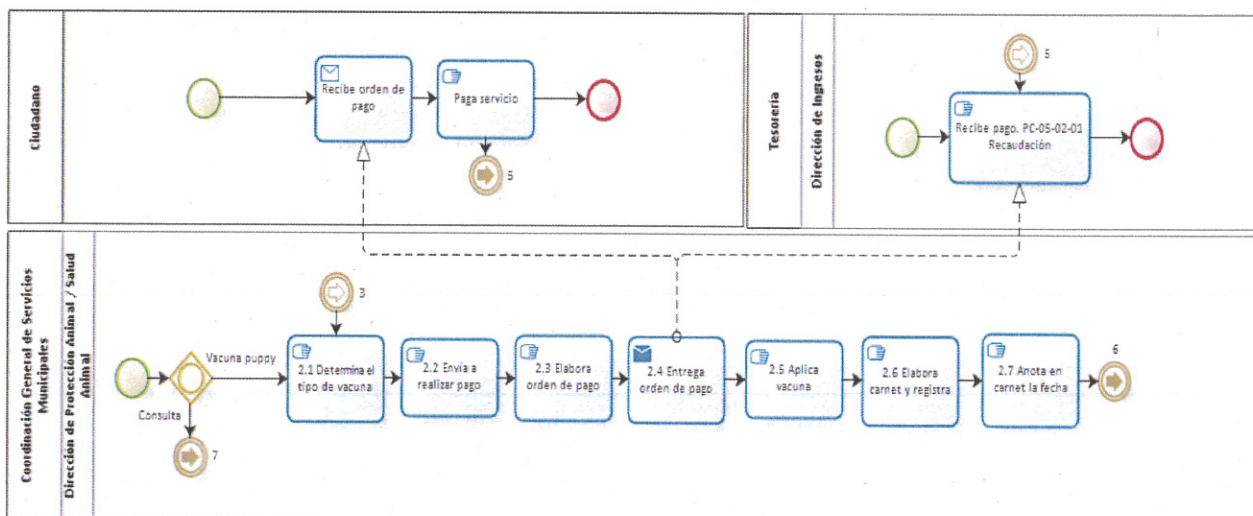 Ciudadano
Recibe orden de
pago
Paga servicio
5
Tesorería
Dirección de Ingresos
5
Recibe pago. PC-05-02-01
Recaudación
Coordinación General de Servicios
Municipales
Dirección de Protección Animal / Salud
Animal
Vacuna puppy
Consulta
7
3
2.1 Determina el
tipo de vacuna
2.2 Envía a
realizar pago
2.3 Elabora
orden de pago
2.4 Entrega
orden de pago
2.5 Aplica
vacuna
2.6 Elabora
carnet y registra
2.7 Anota en
carnet la fecha
6